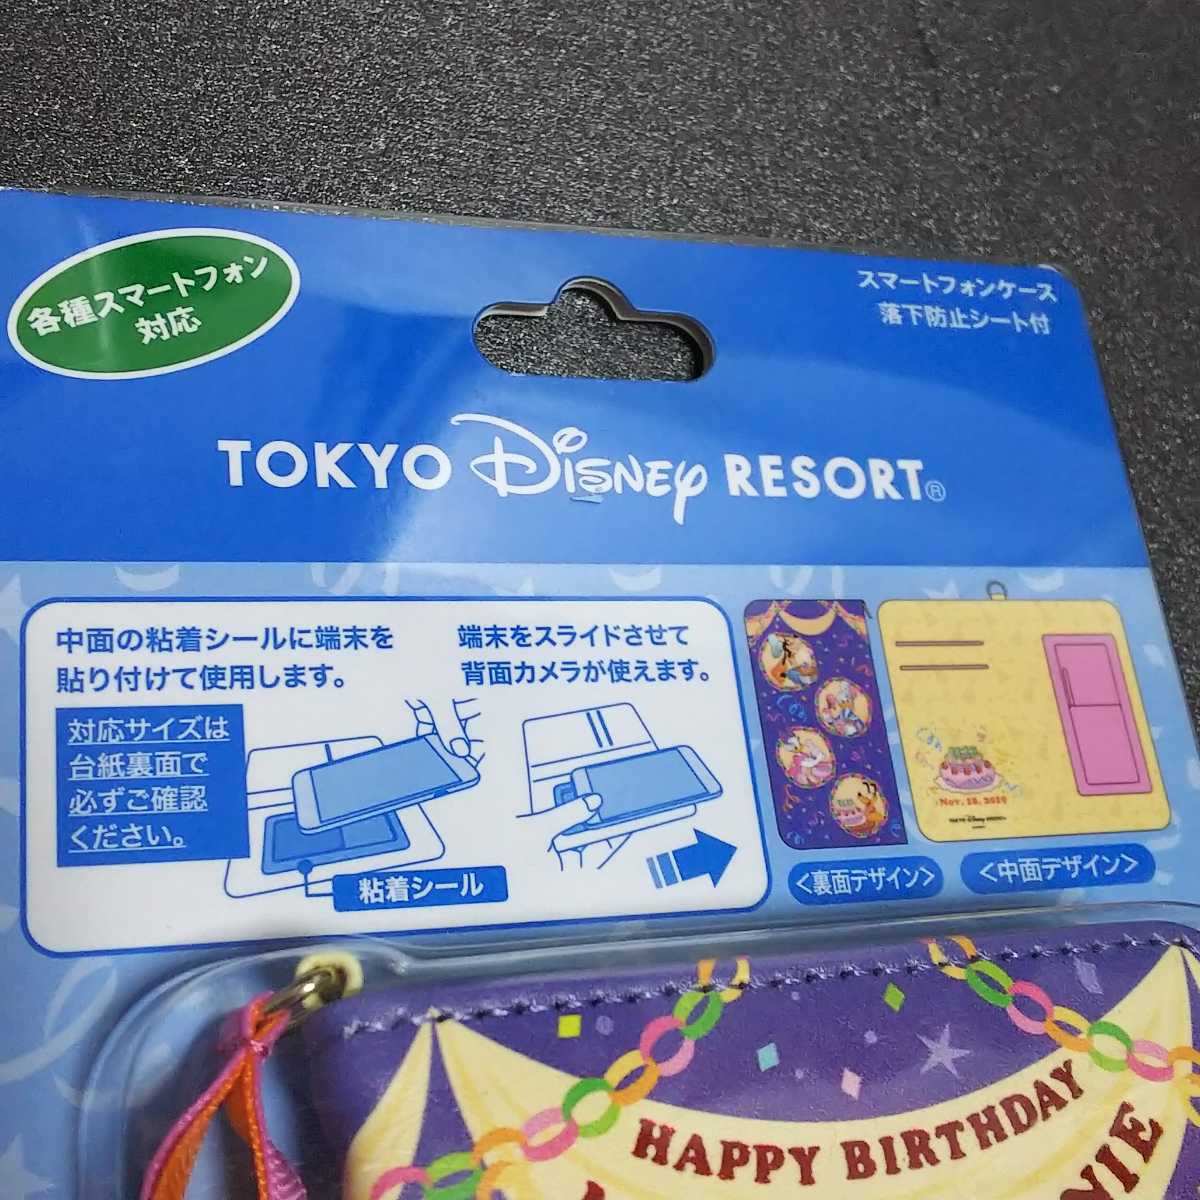 各種スマートフォン
対応
スマートフォンケース
落下防止シート付
TOKYO Disney RESORT®
中面の粘着シールに端末を
貼り付けて使用します。
対応サイズは
台紙裏面で
必ずご確認
ください。
粘着シール
端末をスライドさせて
背面カメラが使えます。
Nov. 18, 2019
<裏面デザイン>
<中面デザイン>
HAPPY BIRTHDAY